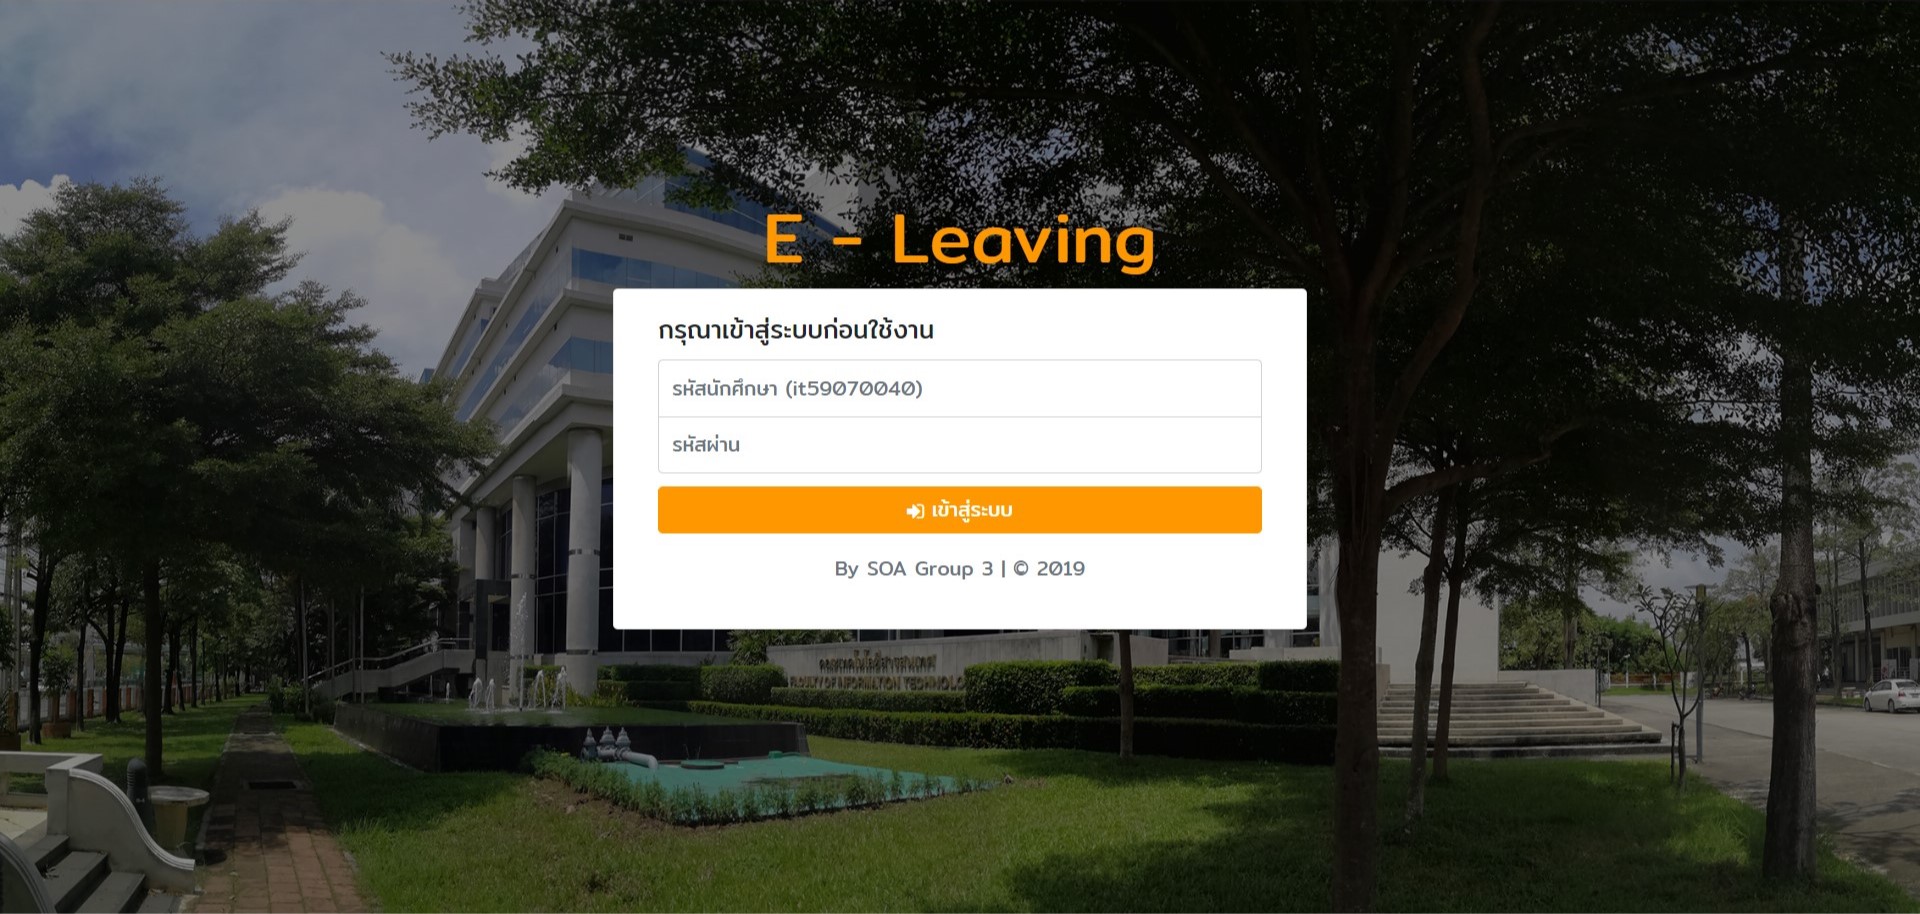 E - Leaving
กรุณาเข้าสู่ระบบก่อนใช้งาน
รหัสนักศึกษา (it59070040)
รหัสผ่าน
เข้าสู่ระบบ
By SOA Group 3 | © 2019
คณะเทคโนโลยีสารสนเทศ
FACULTY OF INFORMATION TECHNOLO